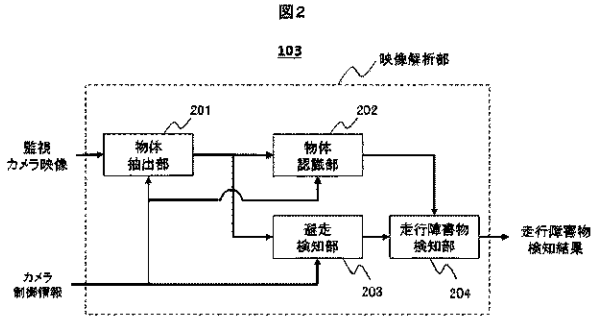 図2
103
映像解析部
201
202
監視
カメラ映像
物体
抽出部
物体
認識部
避走
検知部
走行障害物
検知部
走行障害物
検知結果
カメラ
制御情報
203
204